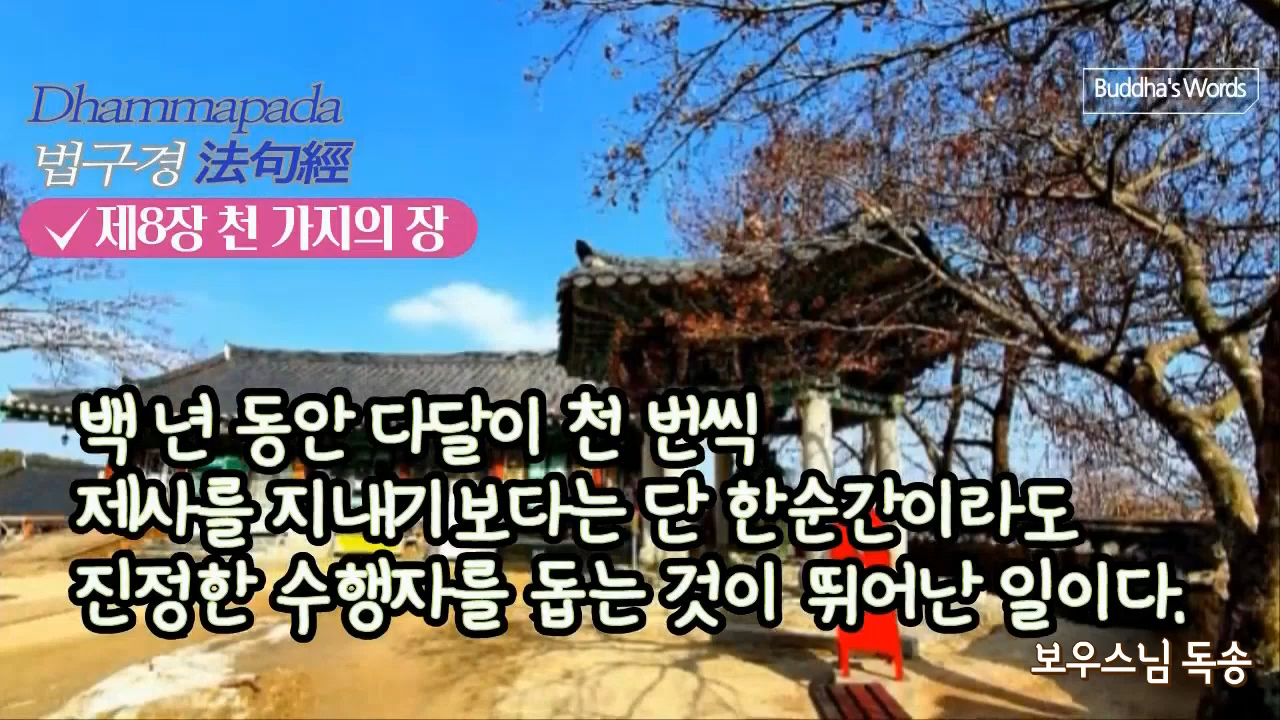 Buddha's Words
Dhammapada
법구경 法句經
제8장 천 가지의 장
백 년 동안 다달이 천 번씩
제사를 지내기보다는 단 한순간이라도
진정한 수행자를 돕는 것이 뛰어난 일이다.
보우스님 독송